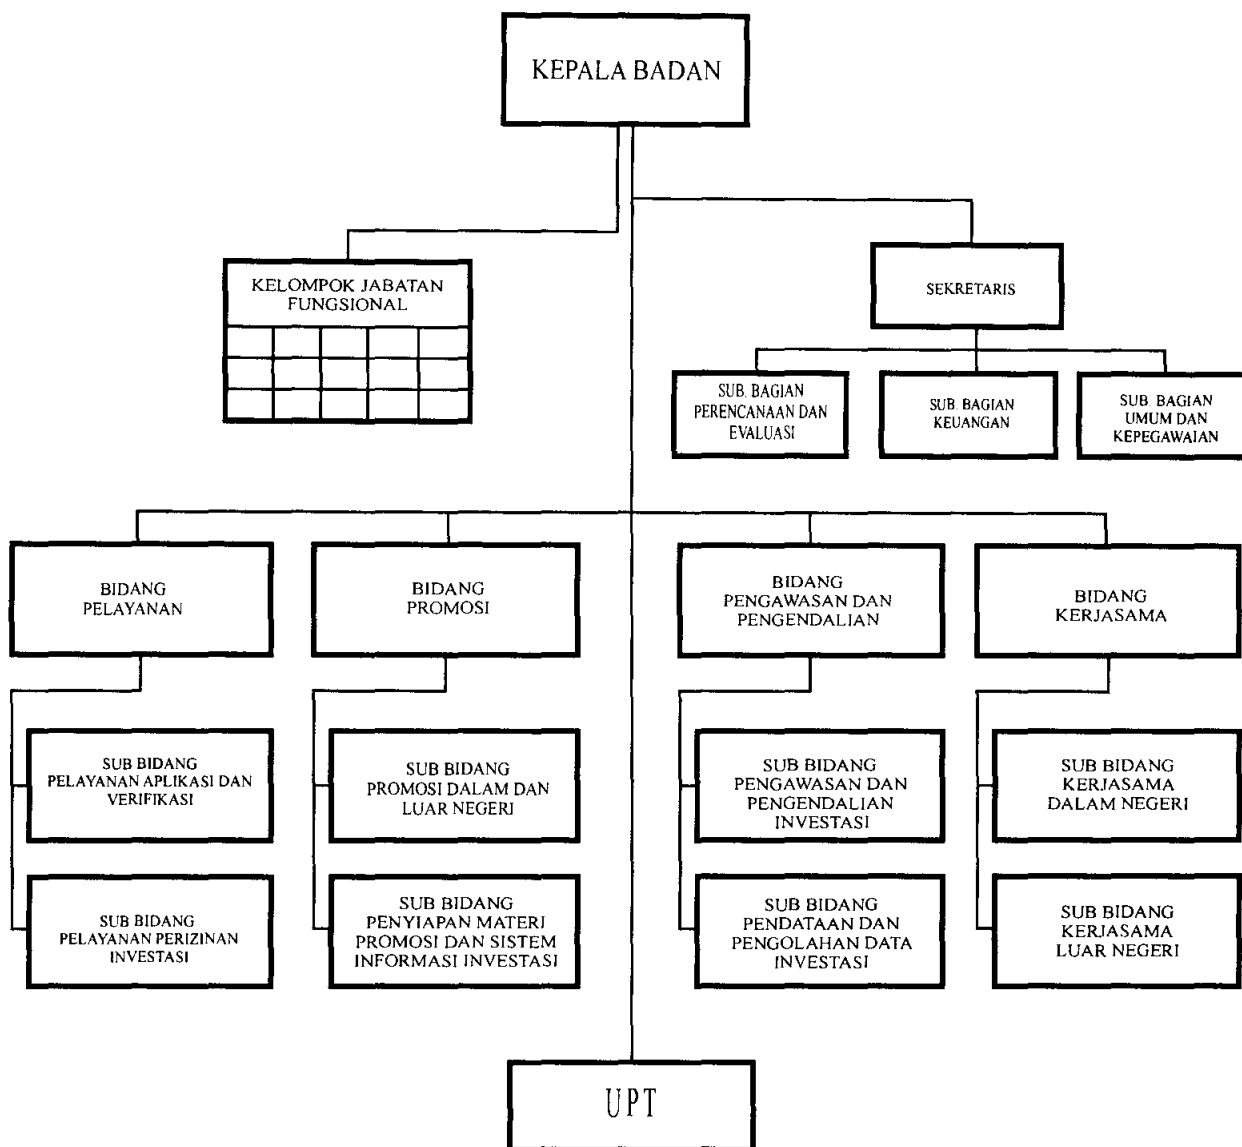 KEPALA BADAN
KELOMPOK JABATAN
FUNGSIONAL
SEKRETARIS
SUB. BAGIAN
PERENCANAAN DAN
EVALUASI
SUB. BAGIAN
KEUANGAN
SUB. BAGIAN
UMUM DAN
KEPEGAWAIAN
BIDANG
PELAYANAN
BIDANG
PROMOSI
BIDANG
PENGAWASAN DAN
PENGENDALIAN
BIDANG
KERJASAMA
SUB BIDANG
PELAYANAN APLIKASI DAN
VERIFIKASI
SUB BIDANG
PROMOSI DALAM DAN
LUAR NEGERI
SUB BIDANG
PENGAWASAN DAN
PENGENDALIAN
INVESTASI
SUB BIDANG
KERJASAMA
DALAM NEGERI
SUB BIDANG
PELAYANAN PERIZINAN
INVESTASI
SUB BIDANG
PENYIAPAN MATERI
PROMOSI DAN SISTEM
INFORMASI INVESTASI
SUB BIDANG
PENDATAAN DAN
PENGOLAHAN DATA
INVESTASI
SUB BIDANG
KERJASAMA
LUAR NEGERI
UPT